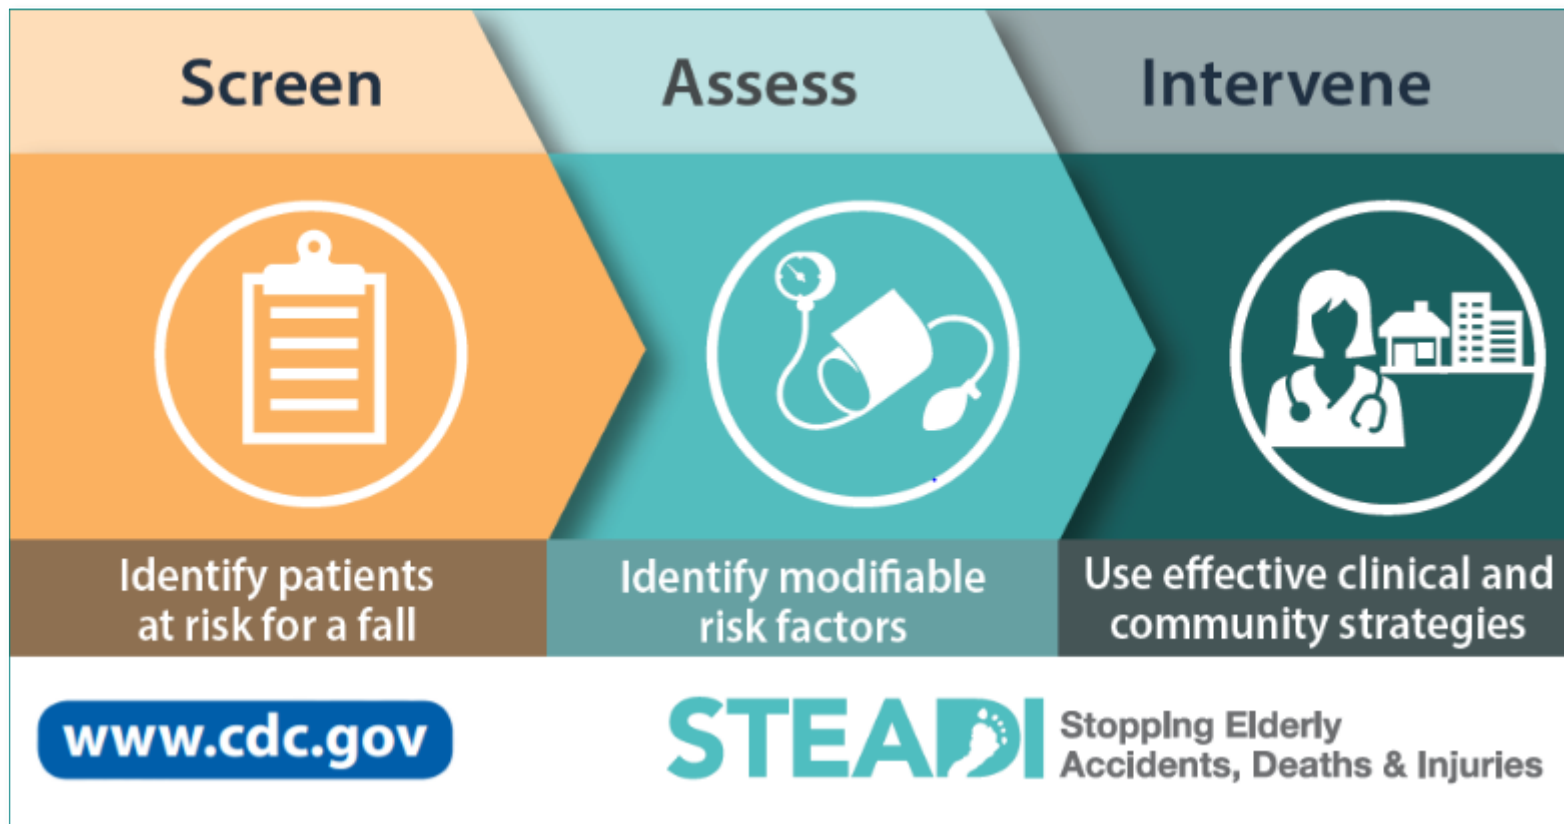 Screen
Assess
Intervene
Identify patients
at risk for a fall
Identify modifiable
risk factors
Use effective clinical and
community strategies
www.cdc.gov
STEADI
Stopping Elderly
Accidents, Deaths & Injuries